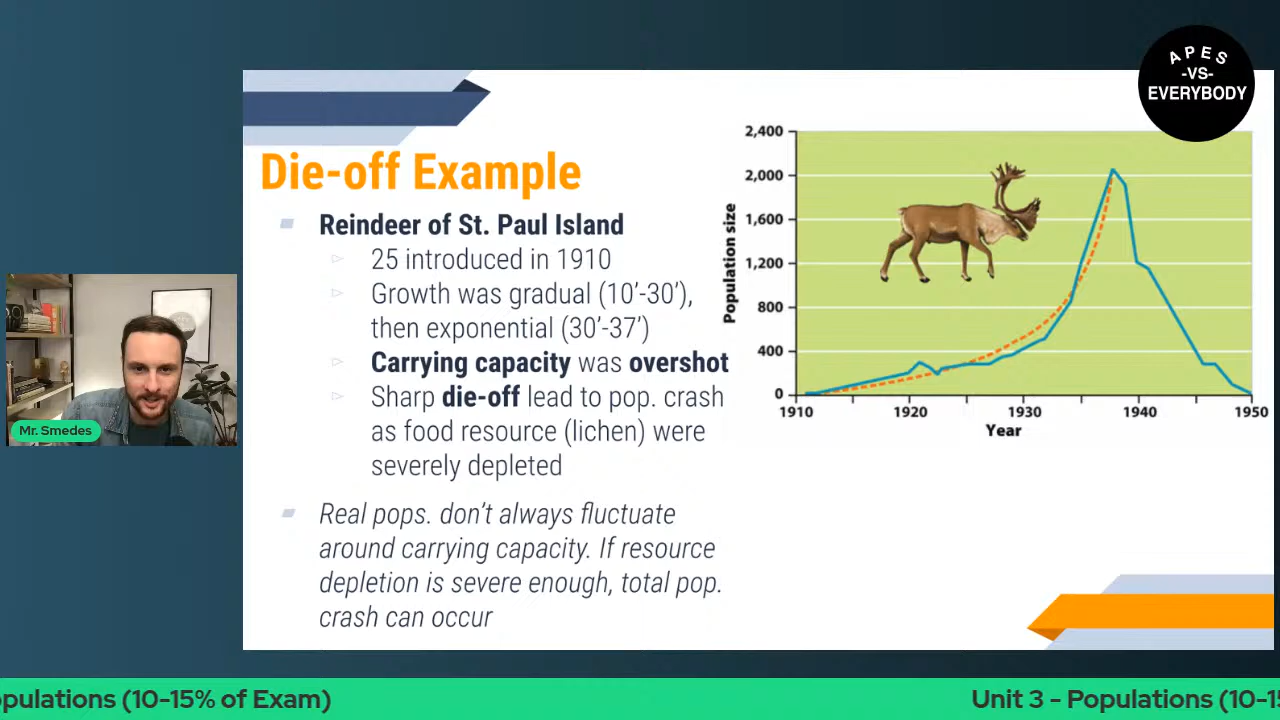 APES
-VS-
EVERYBODY
Die-off Example
Reindeer of St. Paul Island
25 introduced in 1910
Growth was gradual (10’-30’),
then exponential (30’-37’)
Carrying capacity was overshot
Sharp die-off lead to pop. crash
as food resource (lichen) were
severely depleted
Real pops. don’t always fluctuate
around carrying capacity. If resource
depletion is severe enough, total pop.
crash can occur
Population size
2,400
2,000
1,600
1,200
800
400
0
1910 1920 1930 1940 1950
Year
Mr. Smedes
opulations (10-15% of Exam)
Unit 3 - Populations (10-15